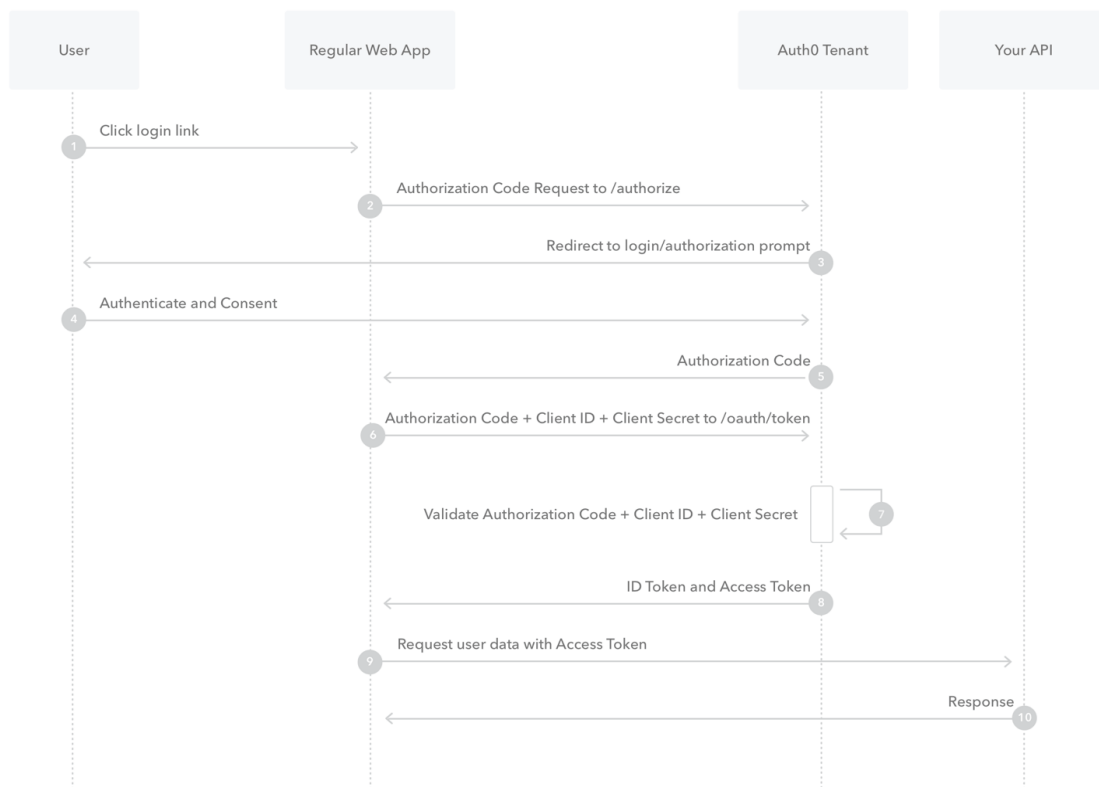 User
Regular Web App
Auth0 Tenant
Your API
Click login link
1
Authorization Code Request to /authorize
2
Redirect to login/authorization prompt
3
Authenticate and Consent
4
Authorization Code
5
Authorization Code + Client ID + Client Secret to /oauth/token
6
Validate Authorization Code + Client ID + Client Secret
7
ID Token and Access Token
8
Request user data with Access Token
9
Response
10